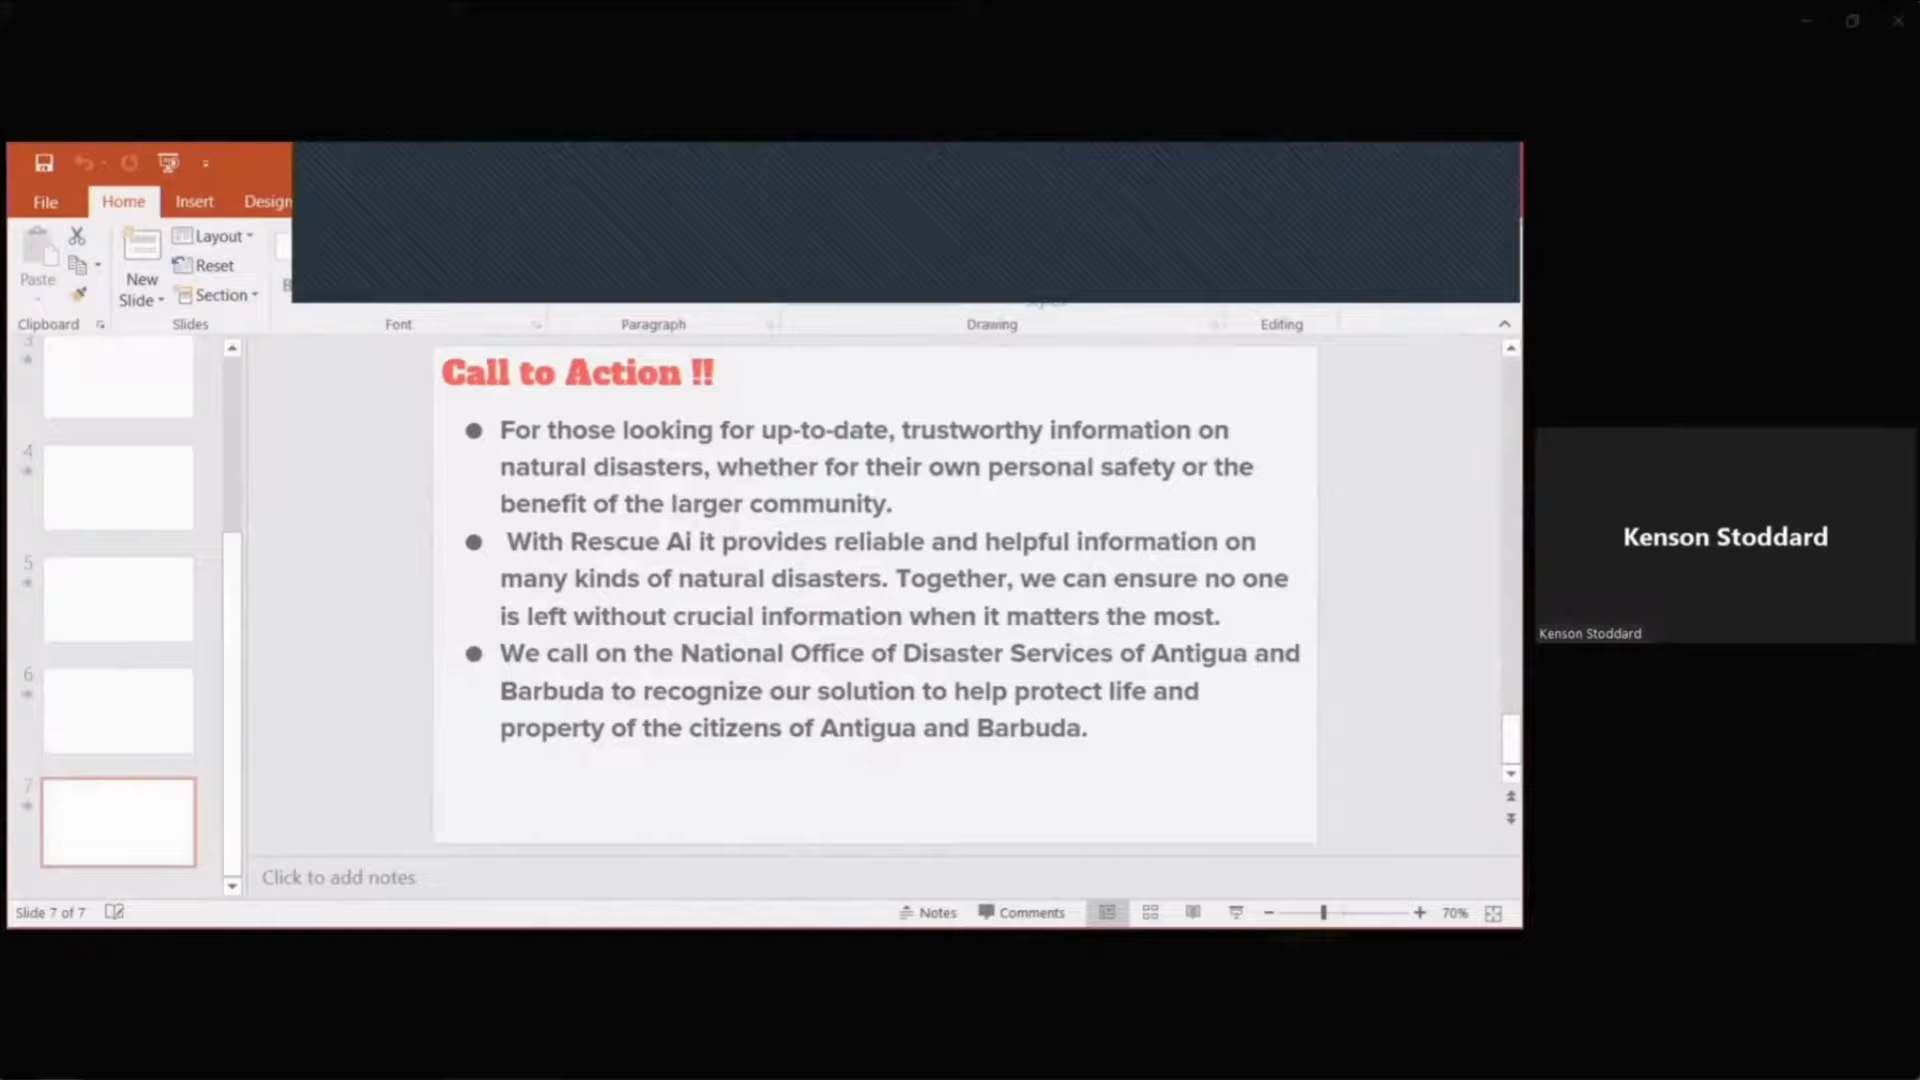 File Home Insert Design
Layout
Reset
Paste New
Slide Section
Clipboard Slides Font Paragraph Drawing Editing
3
4
5
6
7
Call to Action !!
For those looking for up-to-date, trustworthy information on
natural disasters, whether for their own personal safety or the
benefit of the larger community.
With Rescue Ai it provides reliable and helpful information on
many kinds of natural disasters. Together, we can ensure no one
is left without crucial information when it matters the most.
We call on the National Office of Disaster Services of Antigua and
Barbuda to recognize our solution to help protect life and
property of the citizens of Antigua and Barbuda.
Click to add notes
Slide 7 of 7 Notes Comments 70%
Kenson Stoddard
Kenson Stoddard